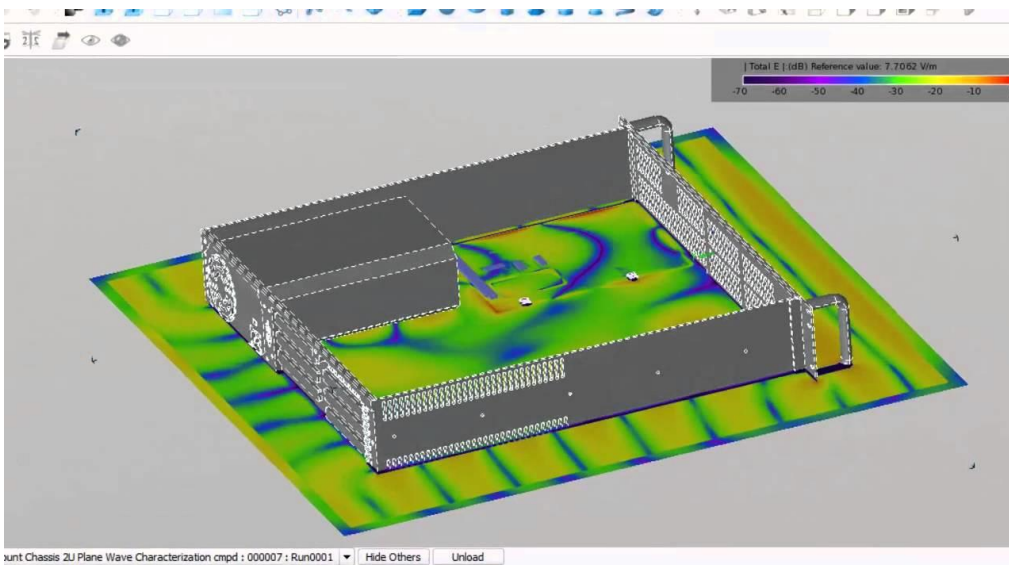 | Total E | (dB) Reference value: 7.7062 V/m
-70 -60 -50 -40 -30 -20 -10
ount Chassis 2U Plane Wave Characterization cmpd : 000007 : Run0001 Hide Others Unload